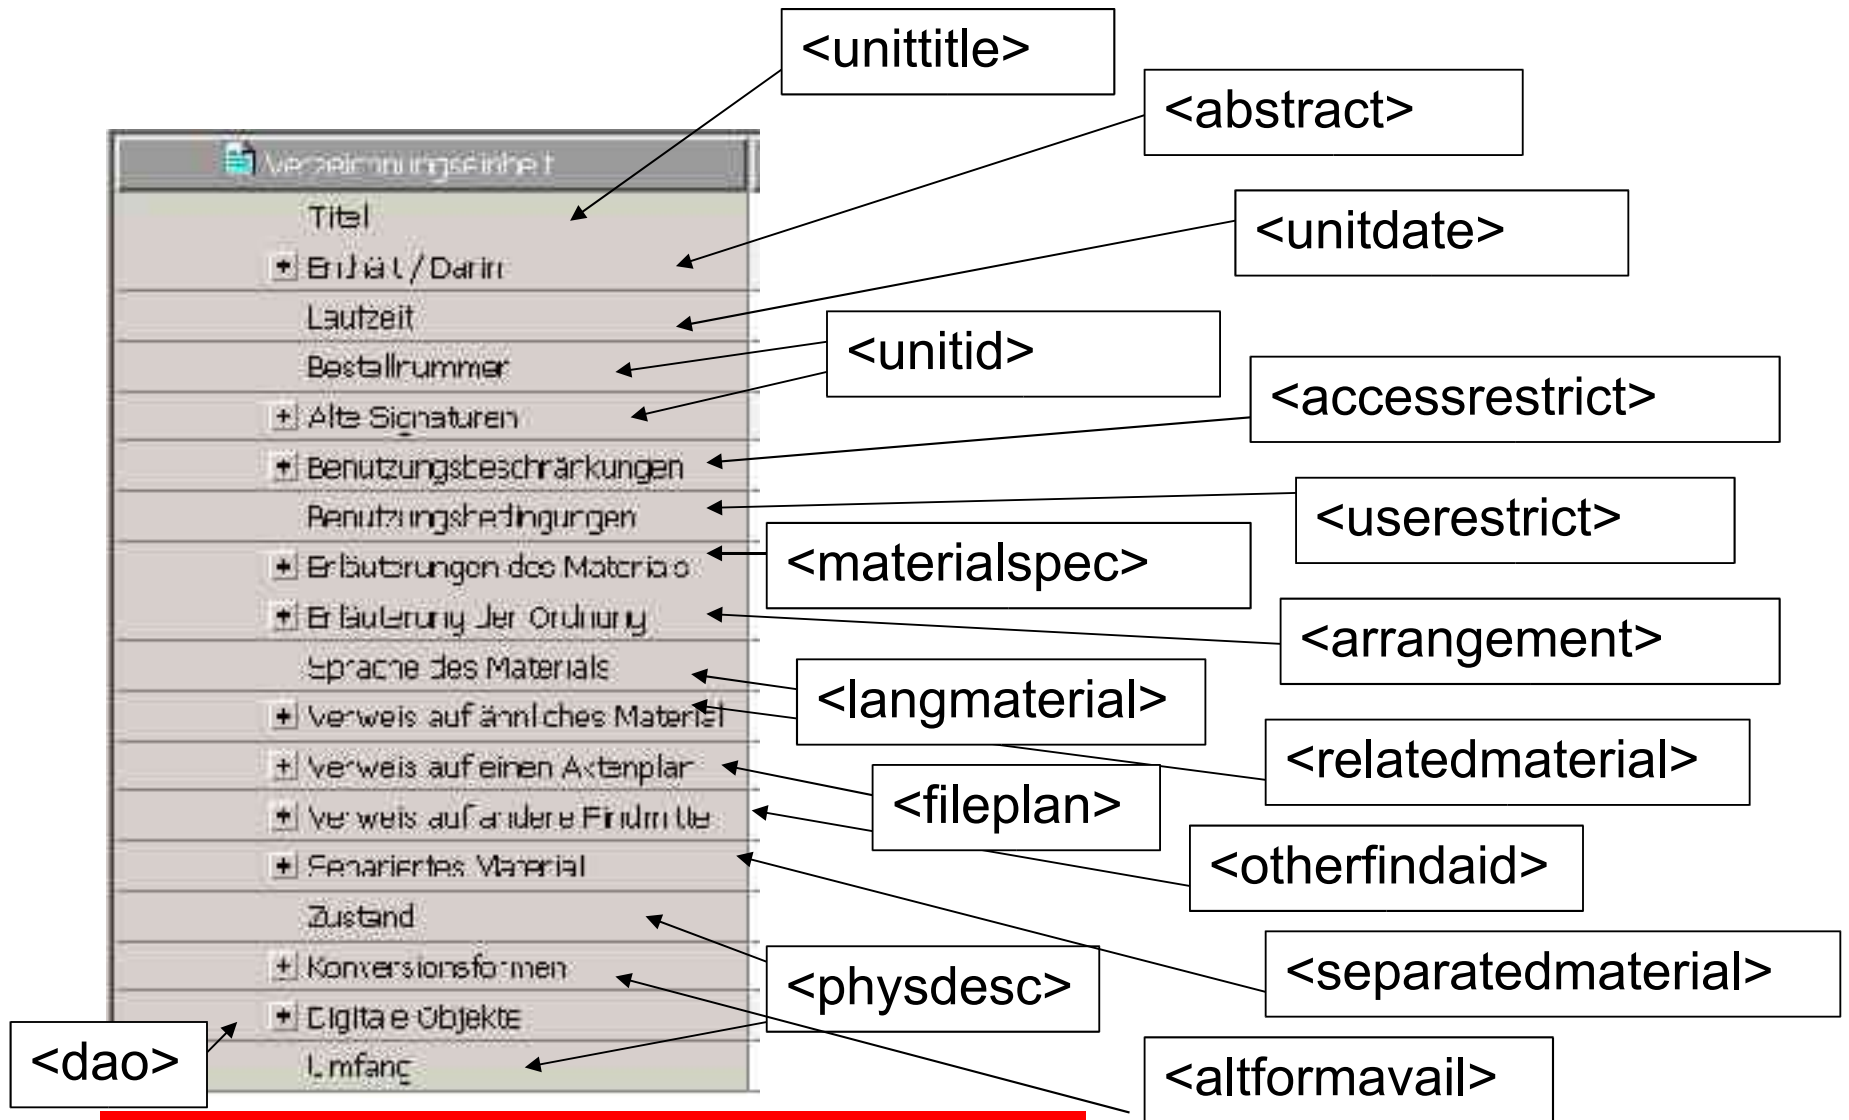 <unittitle>
<abstract>
Verzeichnungseinheit
Titel
<unitdate>
Enthält / Darin
Laufzeit
<unitid>
Bestellnummer
<accessrestrict>
Alte Signaturen
Benutzungsbeschränkungen
<userestrict>
Benutzungsbedingungen
<materialspec>
Erläuterungen des Materials
Erläuterung der Ordnung
<arrangement>
Sprache des Materials
<langmaterial>
Verweis auf ähnliches Material
<relatedmaterial>
Verweis auf einen Aktenplan
<fileplan>
Verweis auf andere Findmittel
<otherfindaid>
Separiertes Material
Zustand
<separatedmaterial>
Konversionsformen
<physdesc>
Digitale Objekte
<dao>
Umfang
<altformavail>